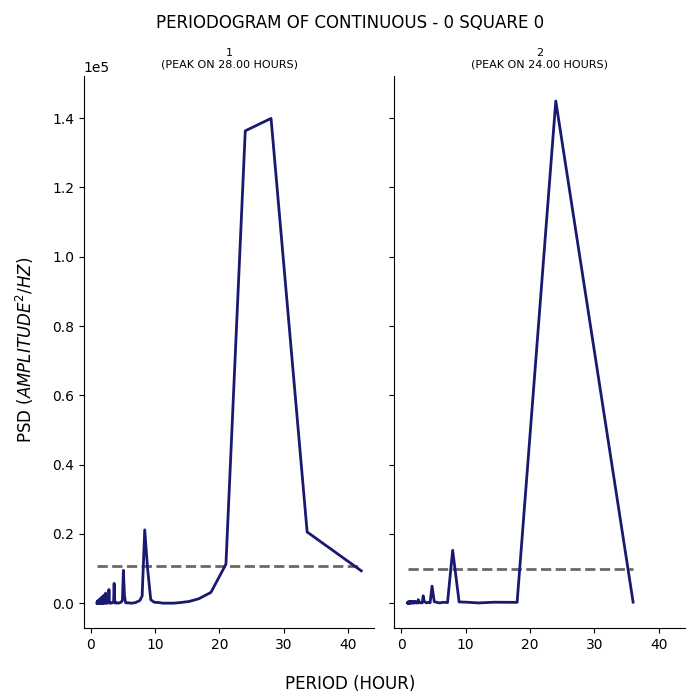 PERIODOGRAM OF CONTINUOUS - 0 SQUARE 0
1
(PEAK ON 28.00 HOURS)
2
(PEAK ON 24.00 HOURS)
1e5
1.4
1.2
1.0
0.8
0.6
0.4
0.2
0.0
PSD (AMPLITUDE²/HZ)
0 10 20 30 40
0 10 20 30 40
PERIOD (HOUR)